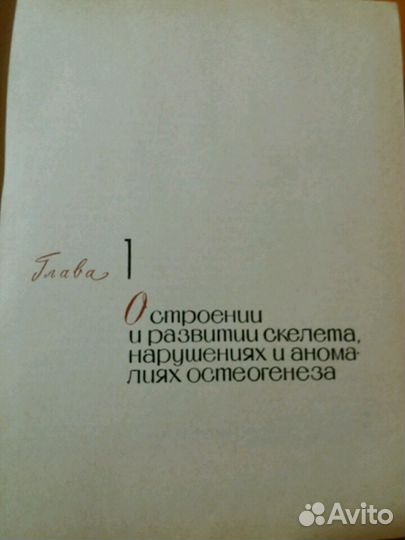 Глава 1
О строении
и развитии скелета,
нарушениях и анома-
лиях остеогенеза
Avito